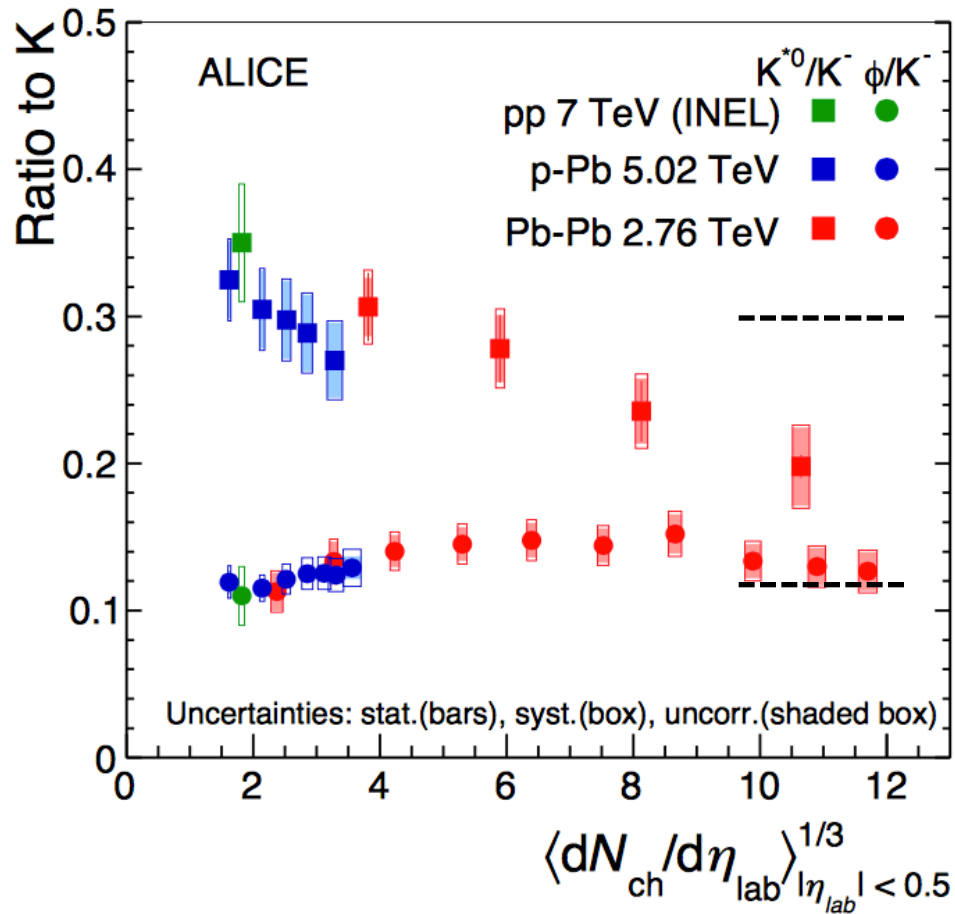 Ratio to K
0.5
0.4
0.3
0.2
0.1
0
ALICE
K*0/K- ϕ/K-
pp 7 TeV (INEL)
p-Pb 5.02 TeV
Pb-Pb 2.76 TeV
Uncertainties: stat.(bars), syst.(box), uncorr.(shaded box)
0 2 4 6 8 10 12
⟨dNch/dηlab⟩1/3|ηlab| < 0.5